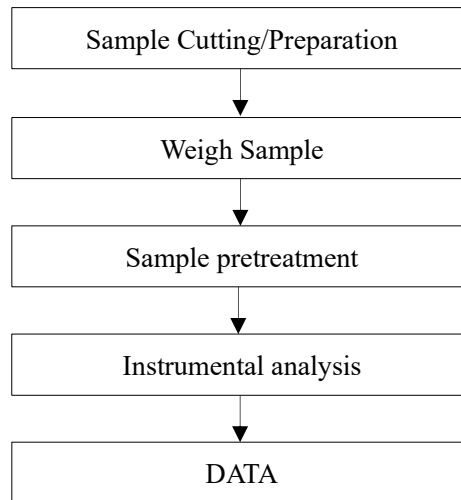 Sample Cutting/Preparation
Weigh Sample
Sample pretreatment
Instrumental analysis
DATA